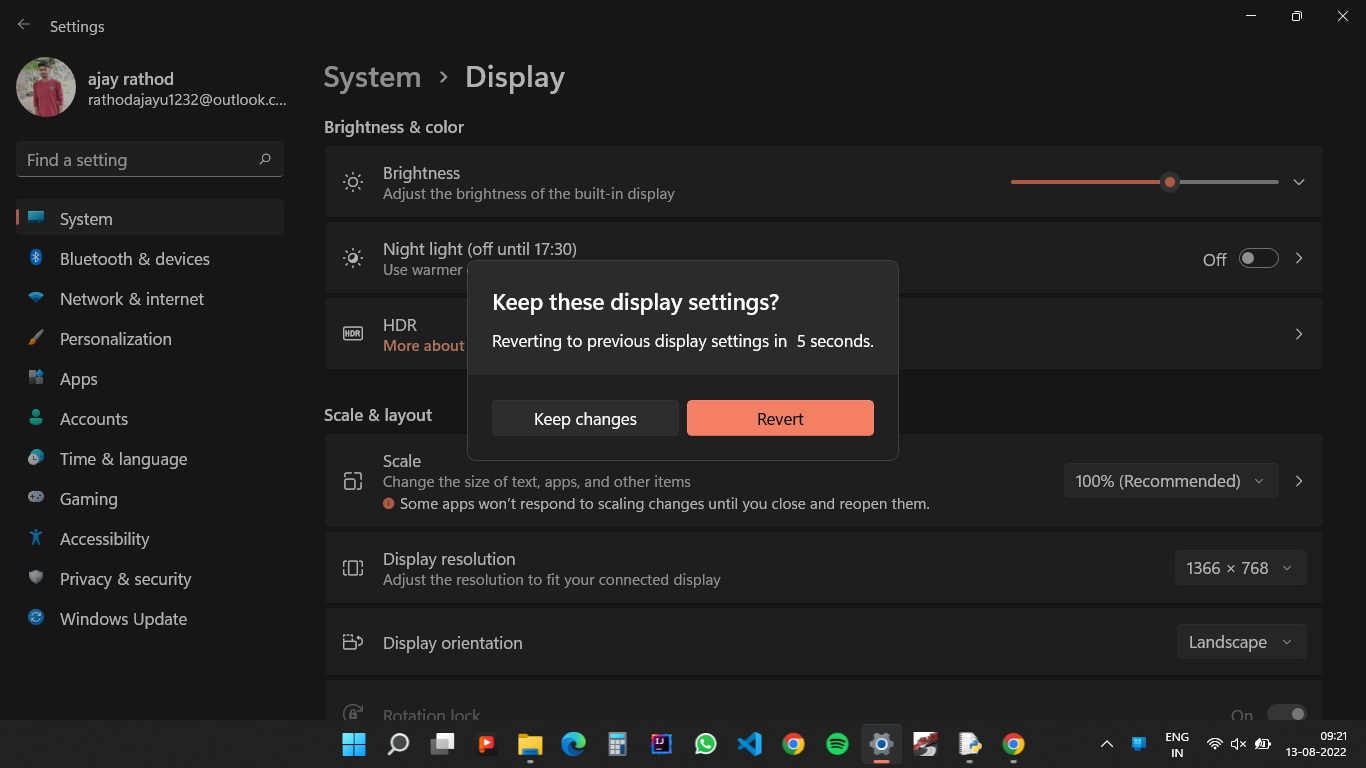 Settings
ajay rathod
rathodajayu1232@outlook.c...
Find a setting
System
Bluetooth & devices
Network & internet
Personalization
Apps
Accounts
Time & language
Gaming
Accessibility
Privacy & security
Windows Update
System > Display
Brightness & color
Brightness
Adjust the brightness of the built-in display
Night light (off until 17:30)
Use warmer
Off
HDR
HDR
More about
Keep these display settings?
Reverting to previous display settings in 5 seconds.
Keep changes
Revert
Scale & layout
Scale
Change the size of text, apps, and other items
Some apps won't respond to scaling changes until you close and reopen them.
100% (Recommended)
Display resolution
Adjust the resolution to fit your connected display
1366 × 768
Display orientation
Landscape
Rotation lock
On
ENG
IN
09:21
13-08-2022